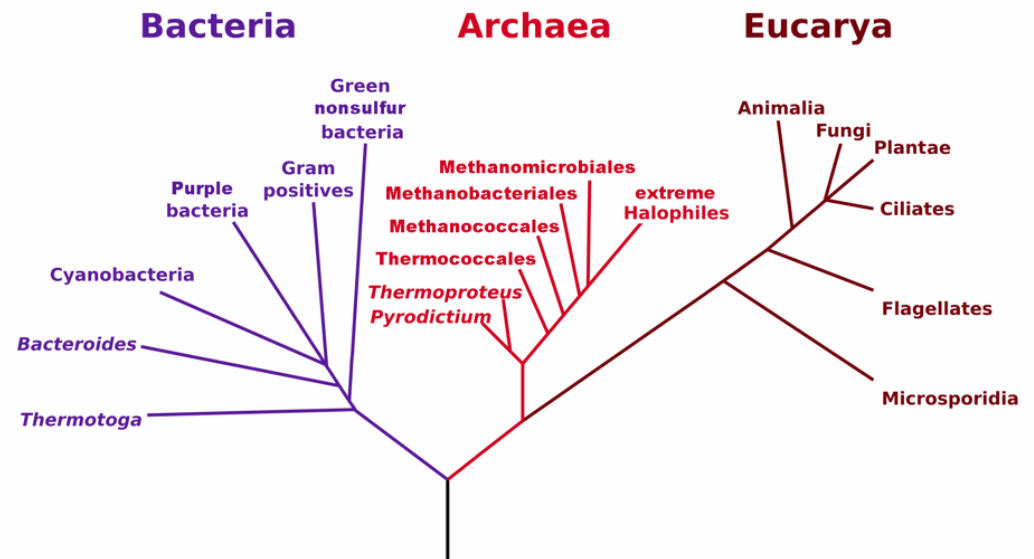 Bacteria
Archaea
Eucarya
Green
nonsulfur
bacteria
Gram
positives
Purple
bacteria
Cyanobacteria
Bacteroides
Thermotoga
Methanomicrobiales
Methanobacteriales
Methanococcales
Thermococcales
Thermoproteus
Pyrodictium
extreme
Halophiles
Animalia
Fungi
Plantae
Ciliates
Flagellates
Microsporidia